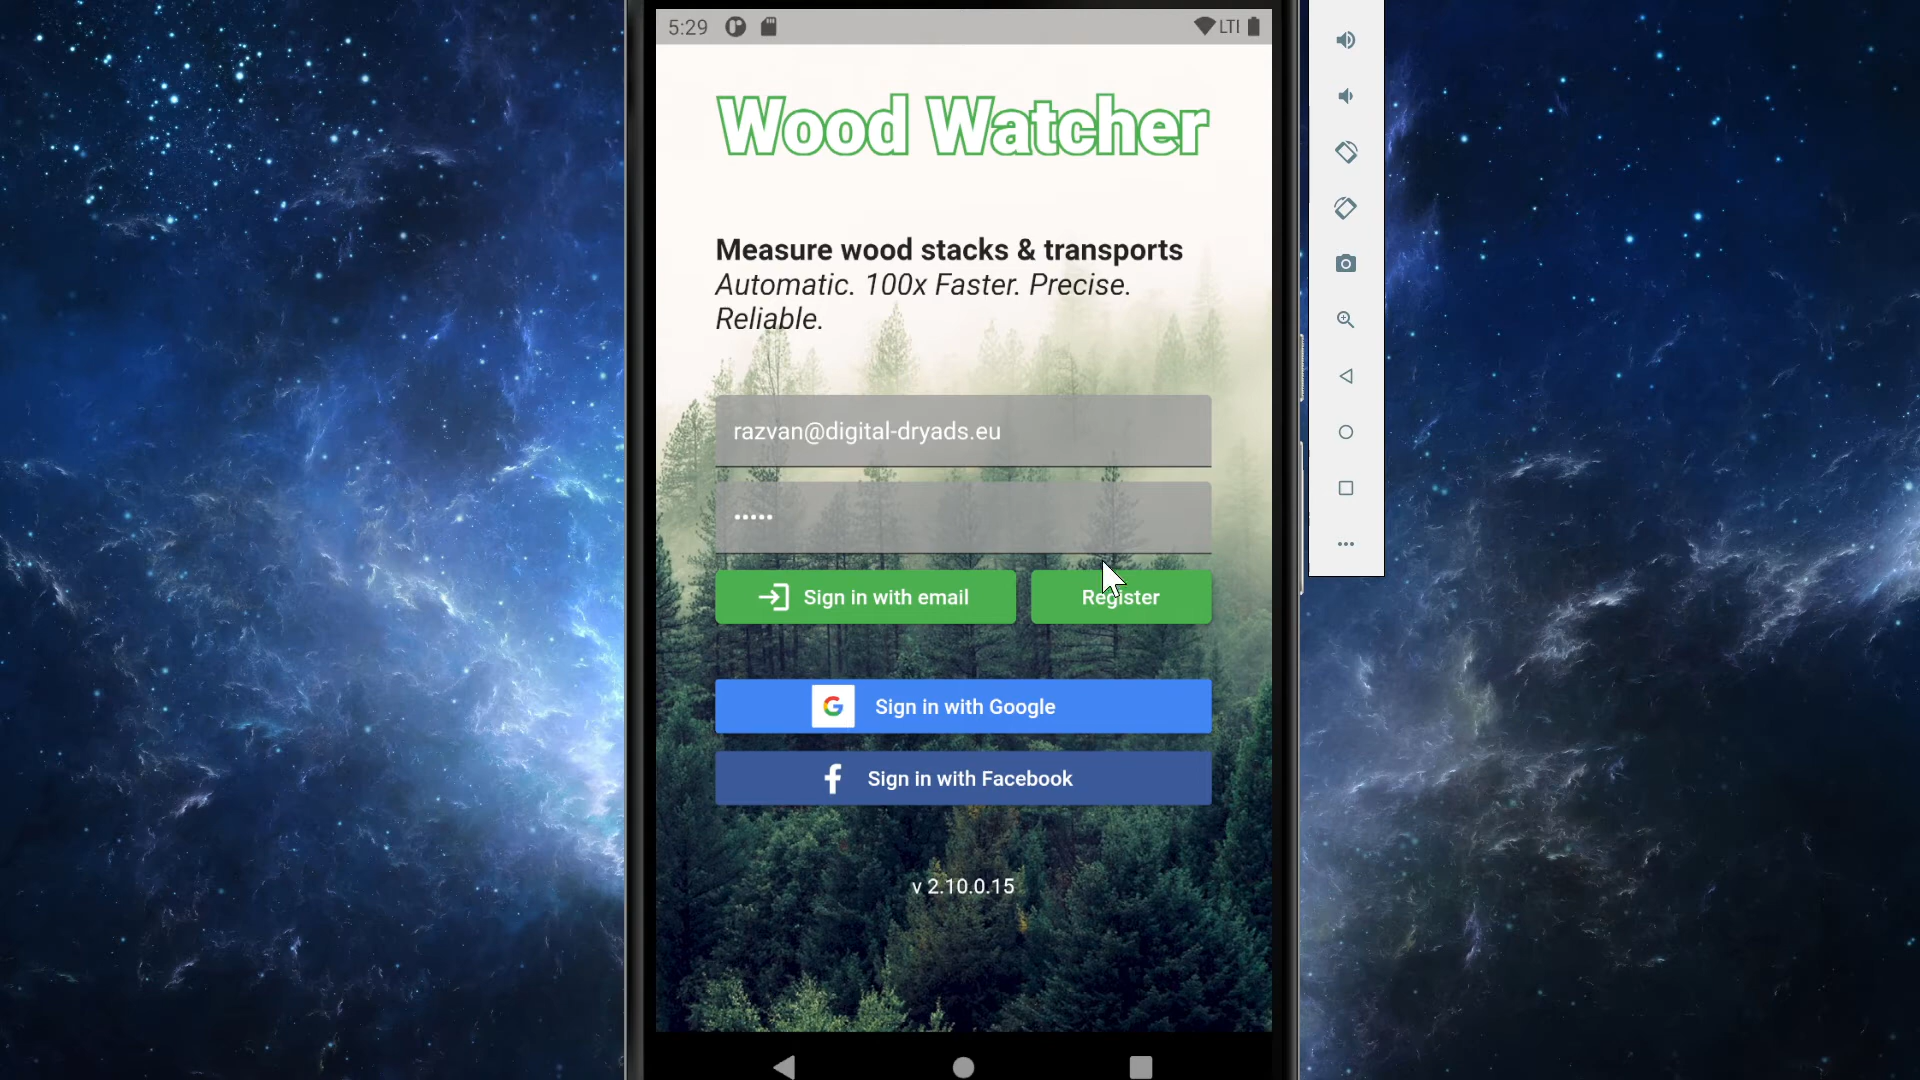 5:29
LTI
Wood Watcher
Measure wood stacks & transports
Automatic. 100x Faster. Precise.
Reliable.
razvan@digital-dryads.eu
•••••
Sign in with email
Register
Sign in with Google
Sign in with Facebook
v 2.10.0.15